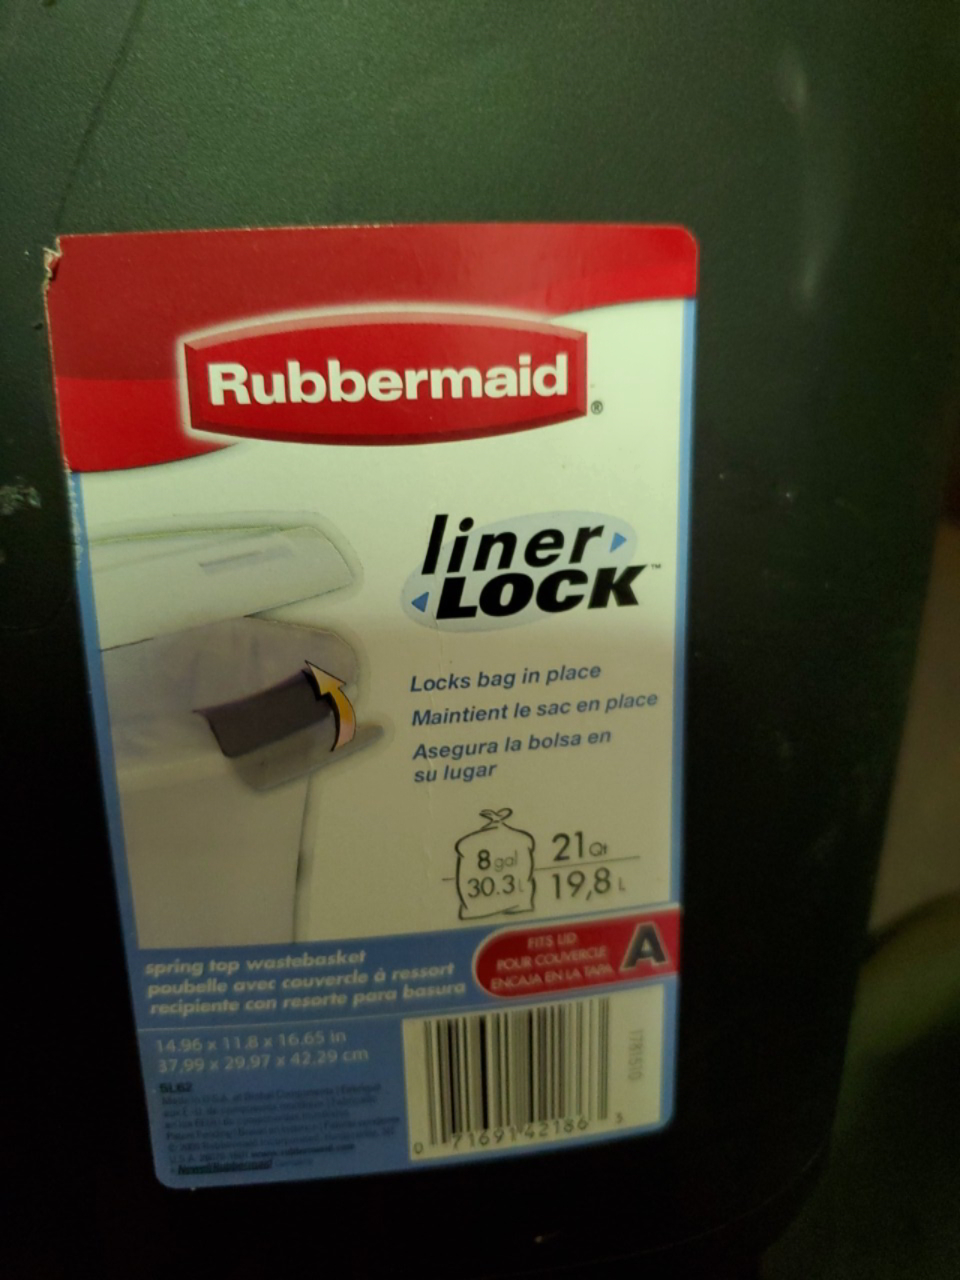 Rubbermaid®
liner
LOCK™
Locks bag in place
Maintient le sac en place
Asegura la bolsa en
su lugar
8 gal
30.3 L
21 Qt
19,8 L
spring top wastebasket
poubelle avec couvercle à ressort
recipiente con resorte para basura
FITS LID
POUR COUVERCLE
ENCAJA EN LA TAPA
A
14.96 x 11.8 x 16.65 in
37,99 x 29,97 x 42,29 cm
5L62
1781510
0 71691 42186 5